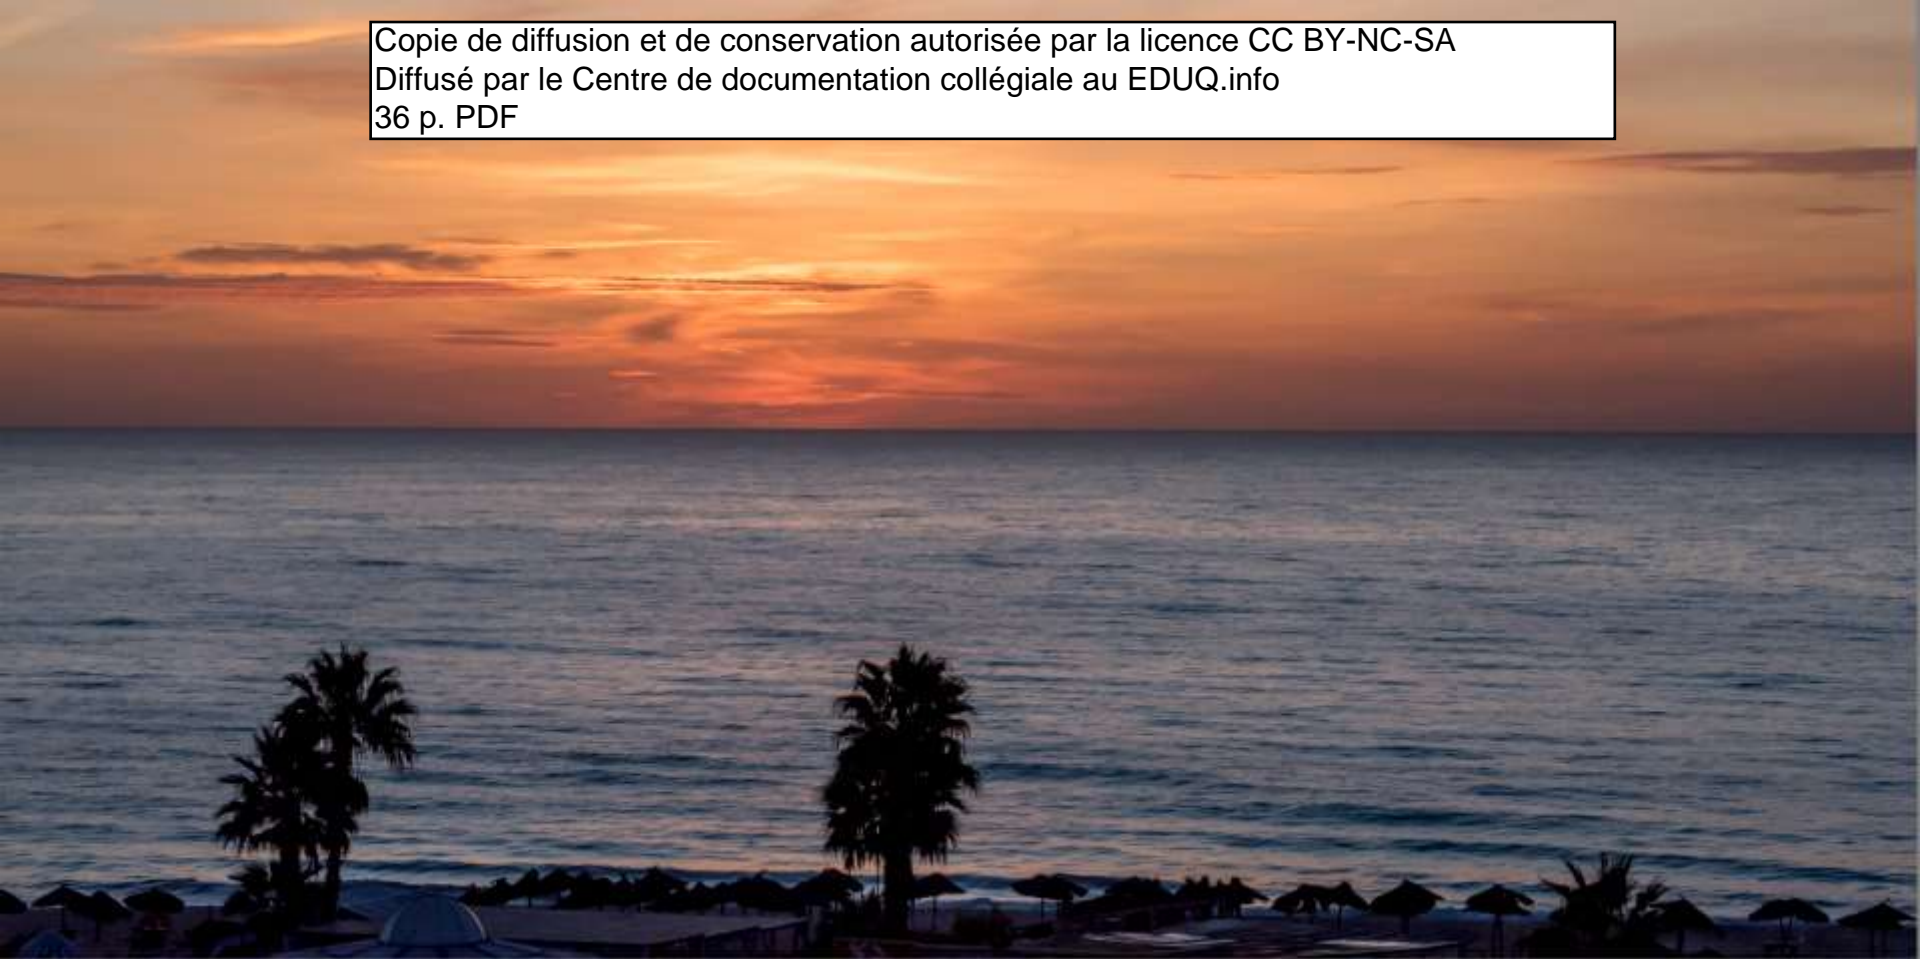 Copie de diffusion et de conservation autorisée par la licence CC BY-NC-SA
Diffusé par le Centre de documentation collégiale au EDUQ.info
36 p. PDF